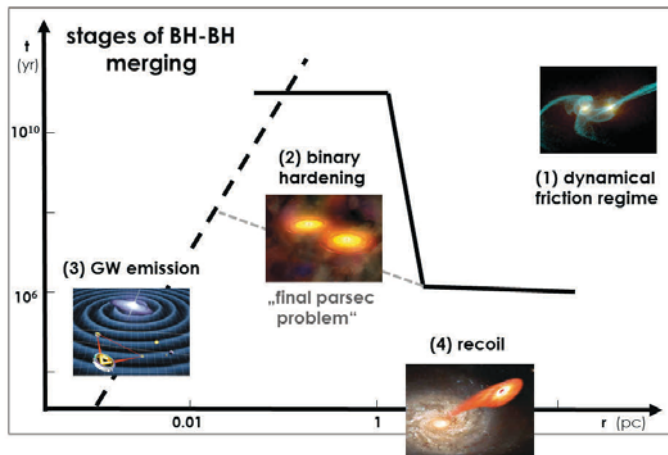 stages of BH-BH
merging
t
(yr)
10¹⁰
(2) binary
hardening
(1) dynamical
friction regime
(3) GW emission
10⁶
„final parsec
problem“
(4) recoil
0.01
1
r (pc)